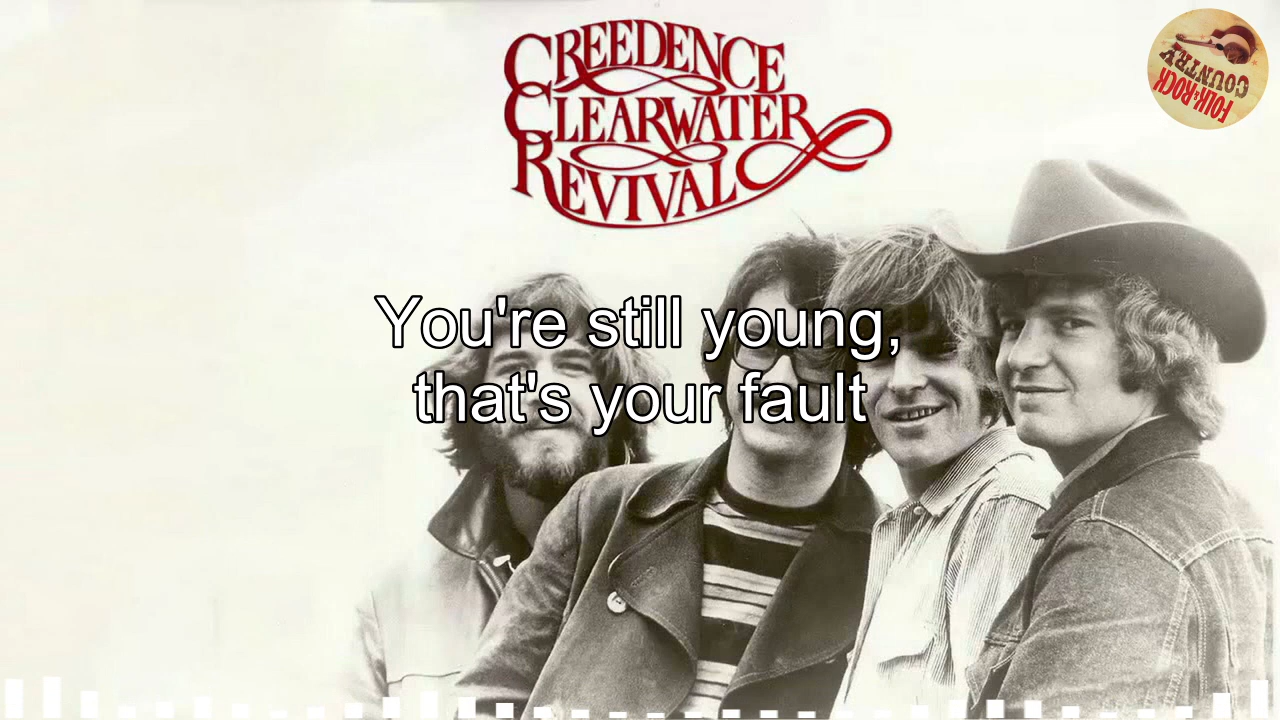 CREEDENCE
CLEARWATER
REVIVAL
FOLK & ROCK
COUNTRY
You're still young,
that's your fault